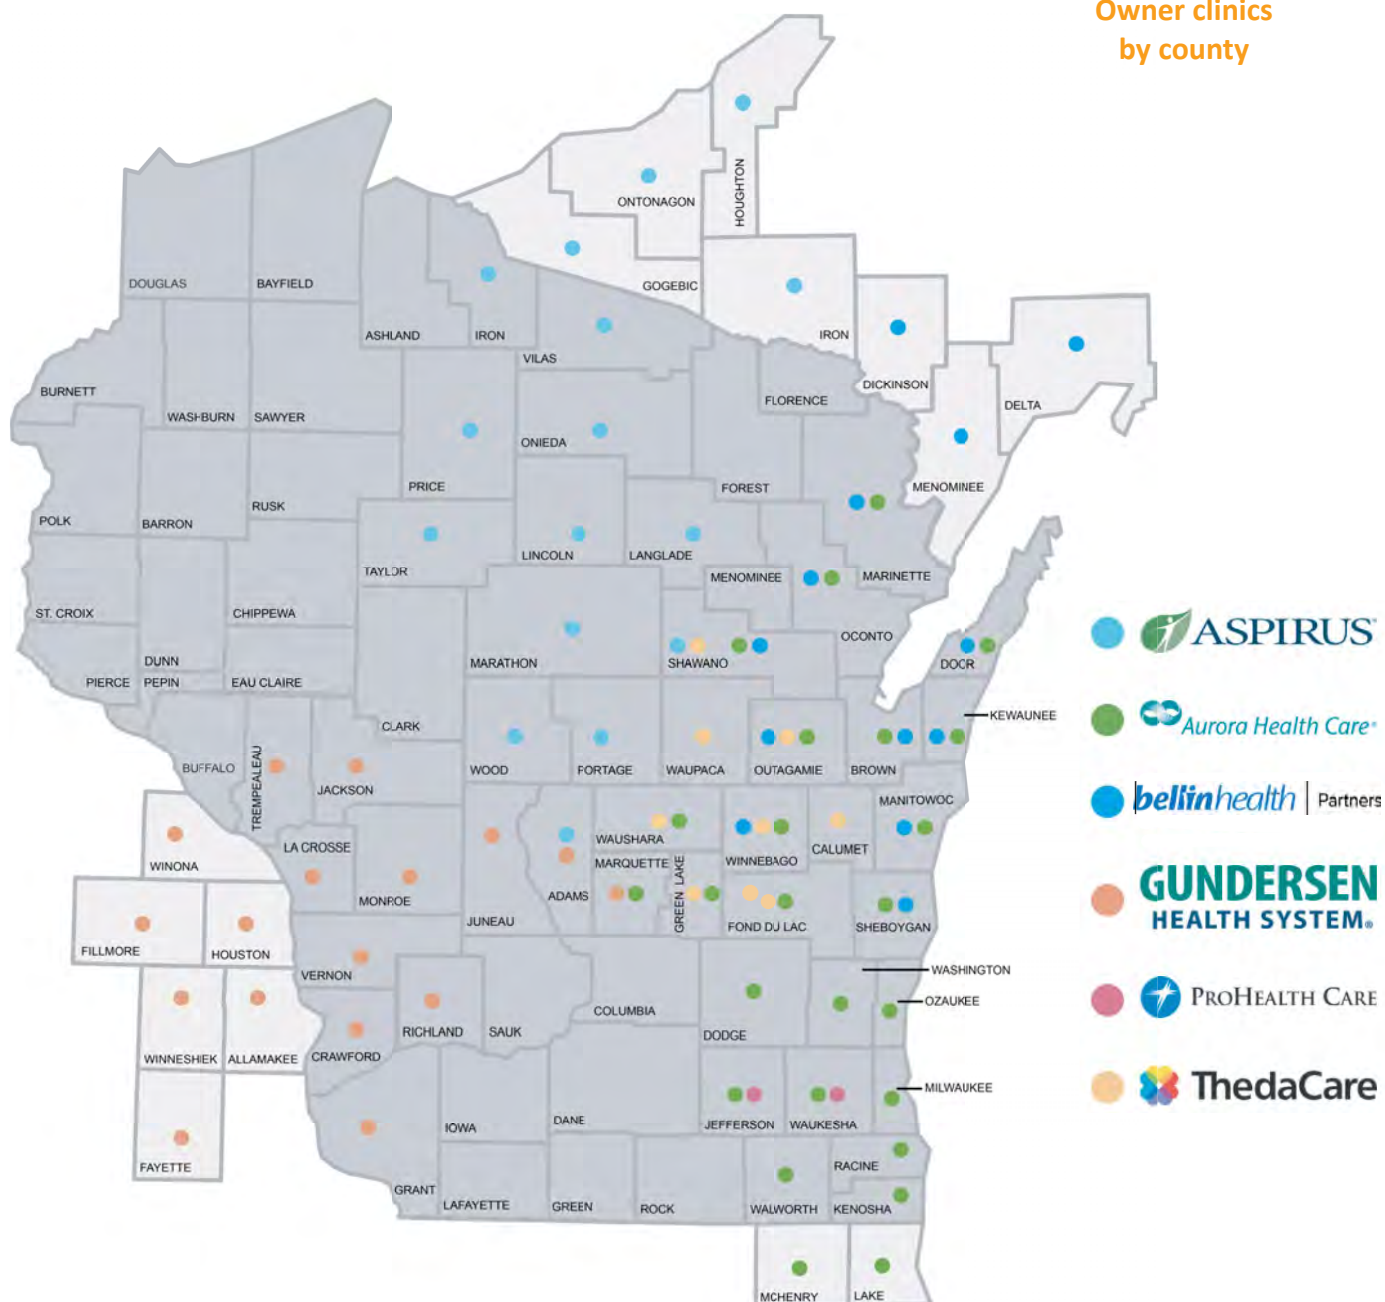 Owner clinics
by county
HOUGHTON
ONTONAGON
DOUGLAS
BAYFIELD
GOGEBIC
ASHLAND
IRON
IRON
VILAS
DICKINSON
BURNETT
FLORENCE
DELTA
WASHBURN
SAWYER
ONIEDA
PRICE
FOREST
MENOMINEE
RUSK
POLK
BARRON
LINCOLN
LANGLADE
TAYLOR
MENOMINEE
MARINETTE
ST. CROIX
CHIPPEWA
OCONTO
ASPIRUS
DUNN
MARATHON
SHAWANO
DOOR
PIERCE
PEPIN
EAU CLAIRE
KEWAUNEE
CLARK
Aurora Health Care®
BUFFALO
TREMPEALEAU
WOOD
PORTAGE
WAUPACA
OUTAGAMIE
BROWN
JACKSON
MANITOWOC
bellinhealth | Partners
WAUSHARA
LA CROSSE
CALUMET
WINONA
MARQUETTE
GREEN LAKE
WINNEBAGO
ADAMS
MONROE
GUNDERSEN
HEALTH SYSTEM®
JUNEAU
FOND DU LAC
SHEBOYGAN
FILLMORE
HOUSTON
VERNON
WASHINGTON
PROHEALTH CARE
OZAUKEE
COLUMBIA
RICHLAND
SAUK
DODGE
WINNESHIEK
ALLAMAKEE
CRAWFORD
MILWAUKEE
ThedaCare
DANE
JEFFERSON
WAUKESHA
IOWA
FAYETTE
RACINE
GRANT
LAFAYETTE
GREEN
ROCK
WALWORTH
KENOSHA
MCHENRY
LAKE